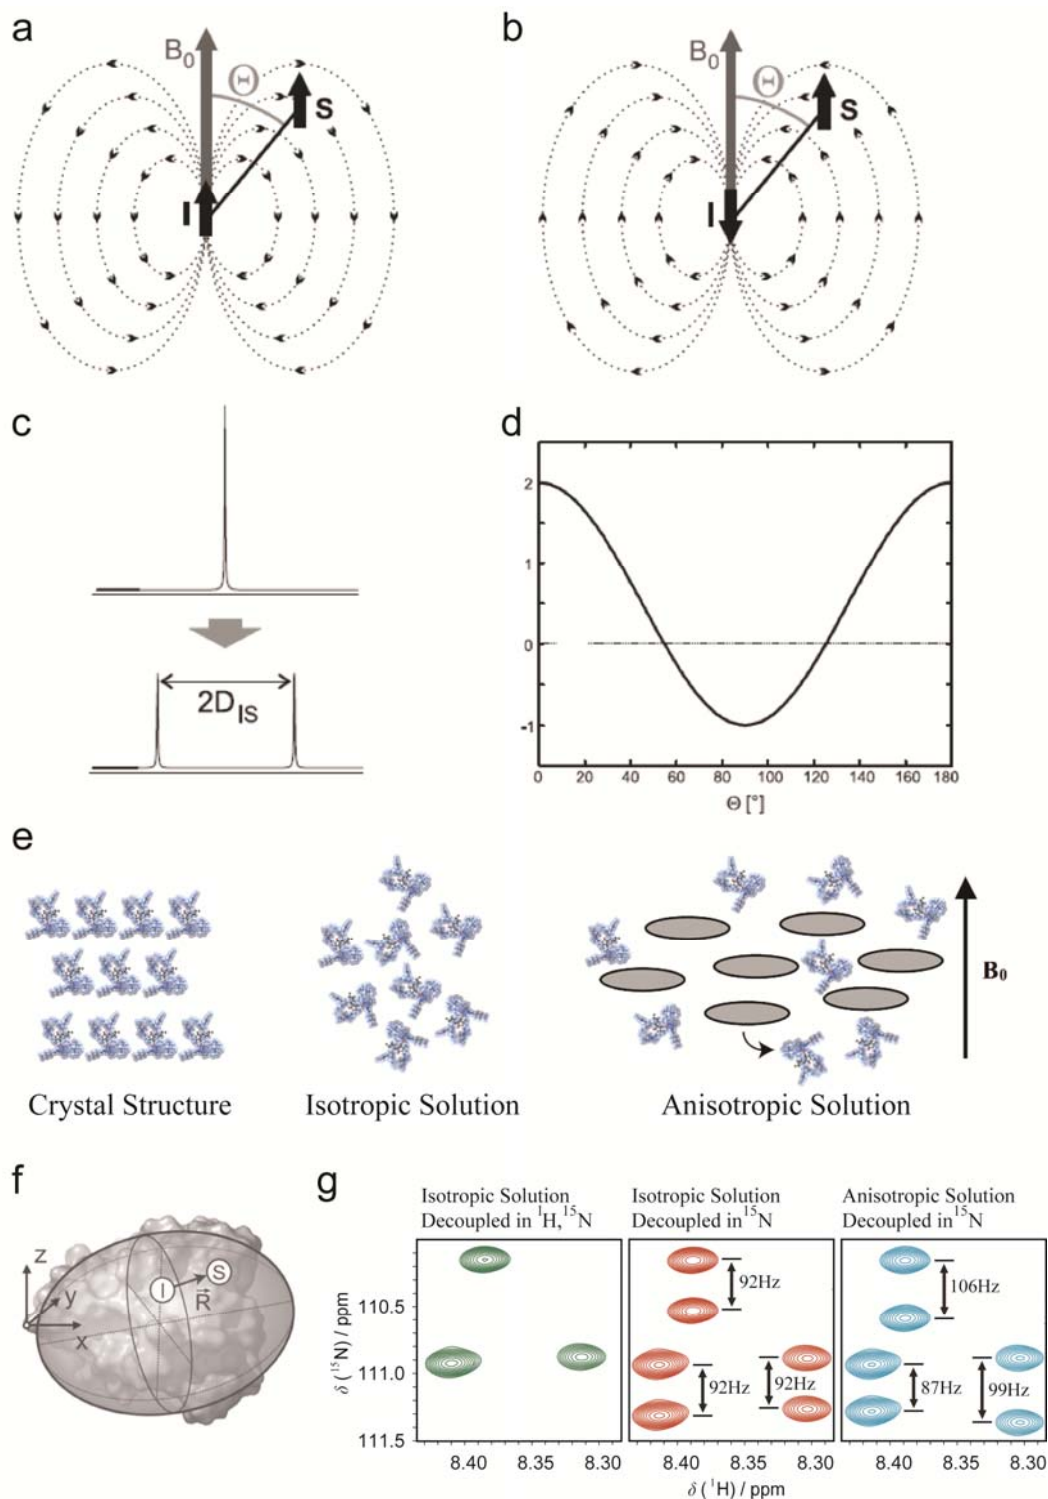 a
B₀
Θ
S
I
b
B₀
Θ
S
I
c
2D_IS
d
2
1
0
-1
0 20 40 60 80 100 120 140 160 180
Θ [°]
e
B₀
Crystal Structure
Isotropic Solution
Anisotropic Solution
f
z
y
x
I
S
R⃗
g
Isotropic Solution
Decoupled in ¹H,¹⁵N
Isotropic Solution
Decoupled in ¹⁵N
Anisotropic Solution
Decoupled in ¹⁵N
δ (¹⁵N) / ppm
110.5
111.0
111.5
92Hz
92Hz
92Hz
106Hz
87Hz
99Hz
8.40 8.35 8.30
8.40 8.35 8.30
8.40 8.35 8.30
δ (¹H) / ppm